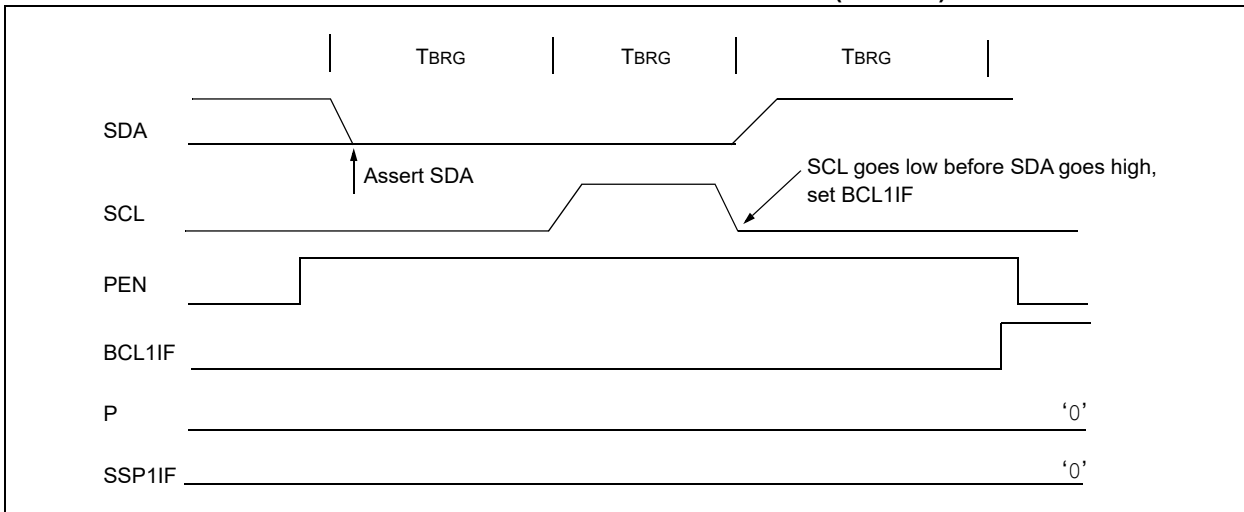 TBRG TBRG TBRG
SDA
Assert SDA
SCL goes low before SDA goes high,
set BCL1IF
SCL
PEN
BCL1IF
P '0'
SSP1IF '0'